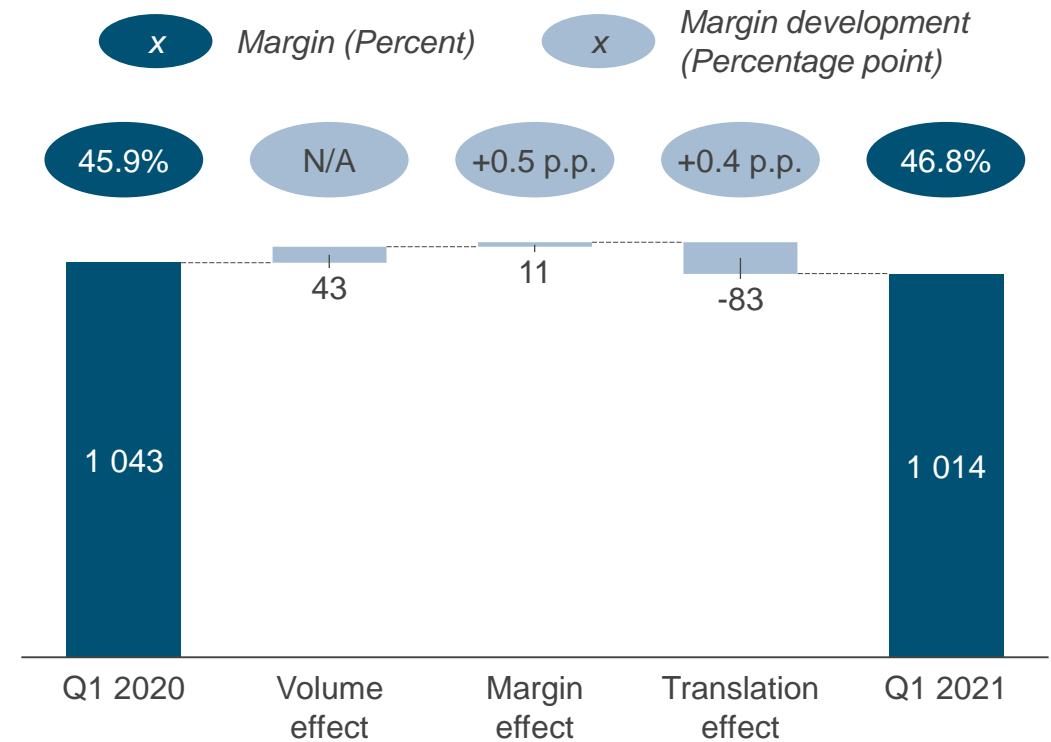 x Margin (Percent)
x Margin development
(Percentage point)
45.9% N/A +0.5 p.p. +0.4 p.p. 46.8%
43 11 -83
1 043 1 014
Q1 2020 Volume Margin Translation Q1 2021
effect effect effect